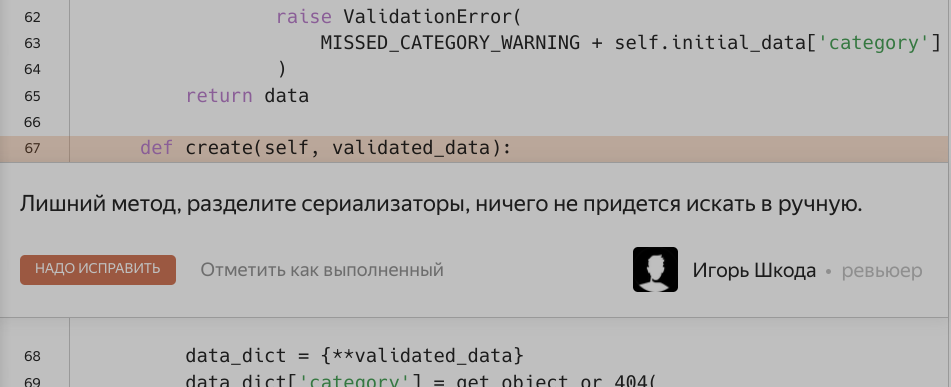 62 raise ValidationError(
63 MISSED_CATEGORY_WARNING + self.initial_data['category']
64 )
65 return data
66
67 def create(self, validated_data):
Лишний метод, разделите сериализаторы, ничего не придется искать в ручную.
НАДО ИСПРАВИТЬ Отметить как выполненный Игорь Шкода • ревьюер
68 data_dict = {**validated_data}
69 data_dict['category'] = get_object_or_404(